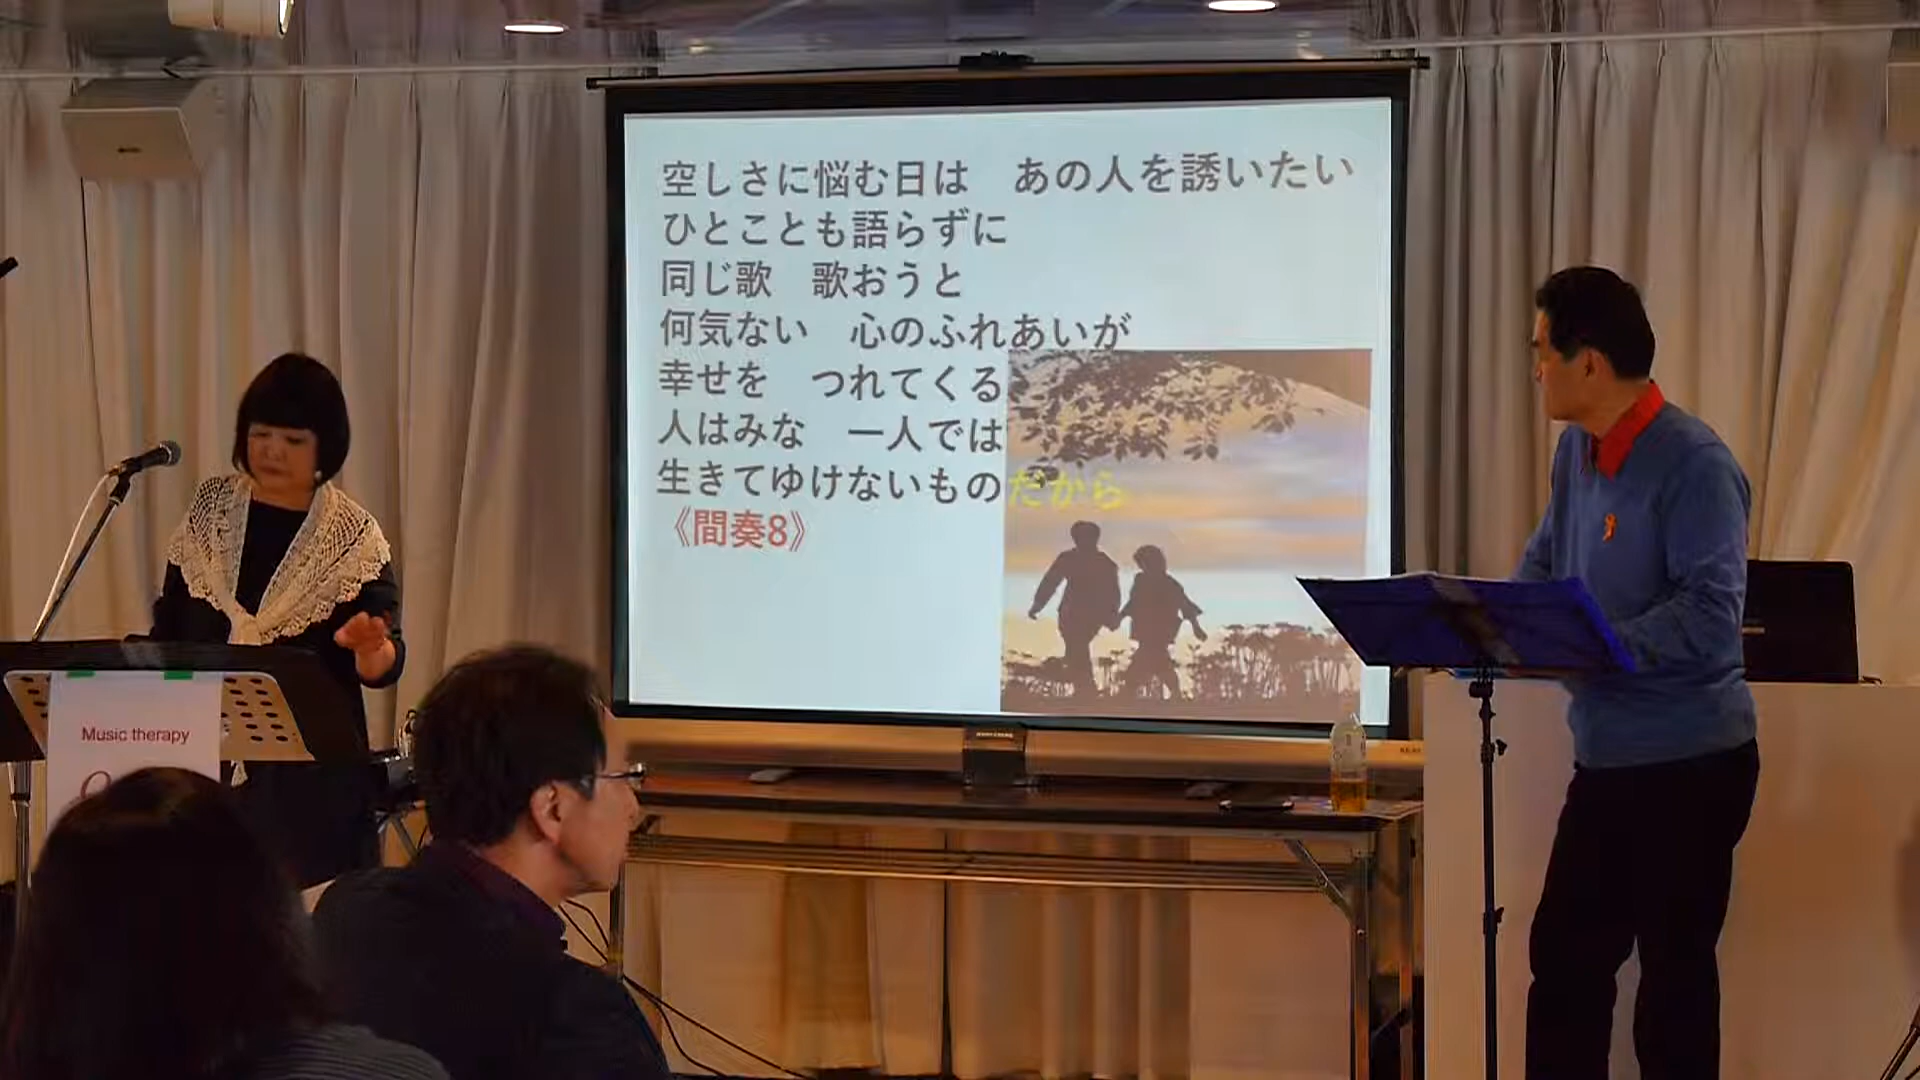 空しさに悩む日は　あの人を誘いたい
ひとことも語らずに
同じ歌　歌おうと
何気ない　心のふれあいが
幸せを　つれてくる
人はみな　一人では
生きてゆけないものだから
《間奏8》
Music therapy